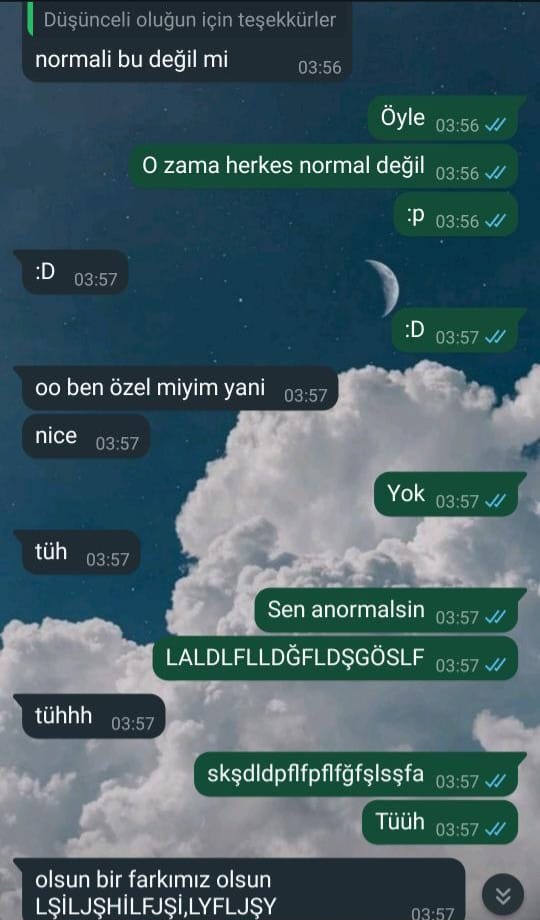 Düşünceli oluğun için teşekkürler
normali bu değil mi
03:56
Öyle
03:56
O zama herkes normal değil
03:56
:p
03:56
:D
03:57
:D
03:57
oo ben özel miyim yani
03:57
nice
03:57
Yok
03:57
tüh
03:57
Sen anormalsin
03:57
LALDLFLLDĞFLDŞGÖSLF
03:57
tühhh
03:57
skşdldpflfpflfğfşlsşfa
03:57
Tüüh
03:57
olsun bir farkımız olsun
LŞİLJŞHİLFJŞİ,LYFLJŞY
03:57